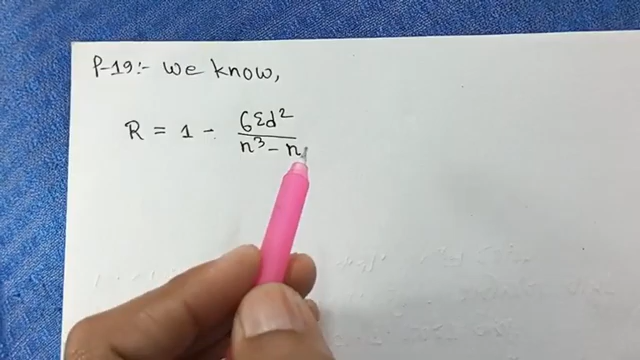 P-19:- We know,
R = 1 - 6Σd²/n³-n